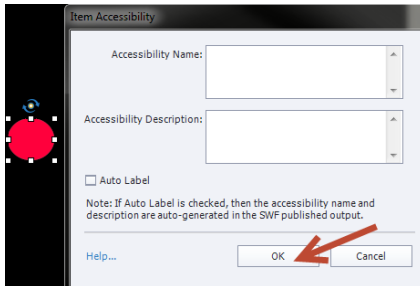 Item Accessibility
Accessibility Name:
Accessibility Description:
Auto Label
Note: If Auto Label is checked, then the accessibility name and
description are auto-generated in the SWF published output.
Help...
OK
Cancel